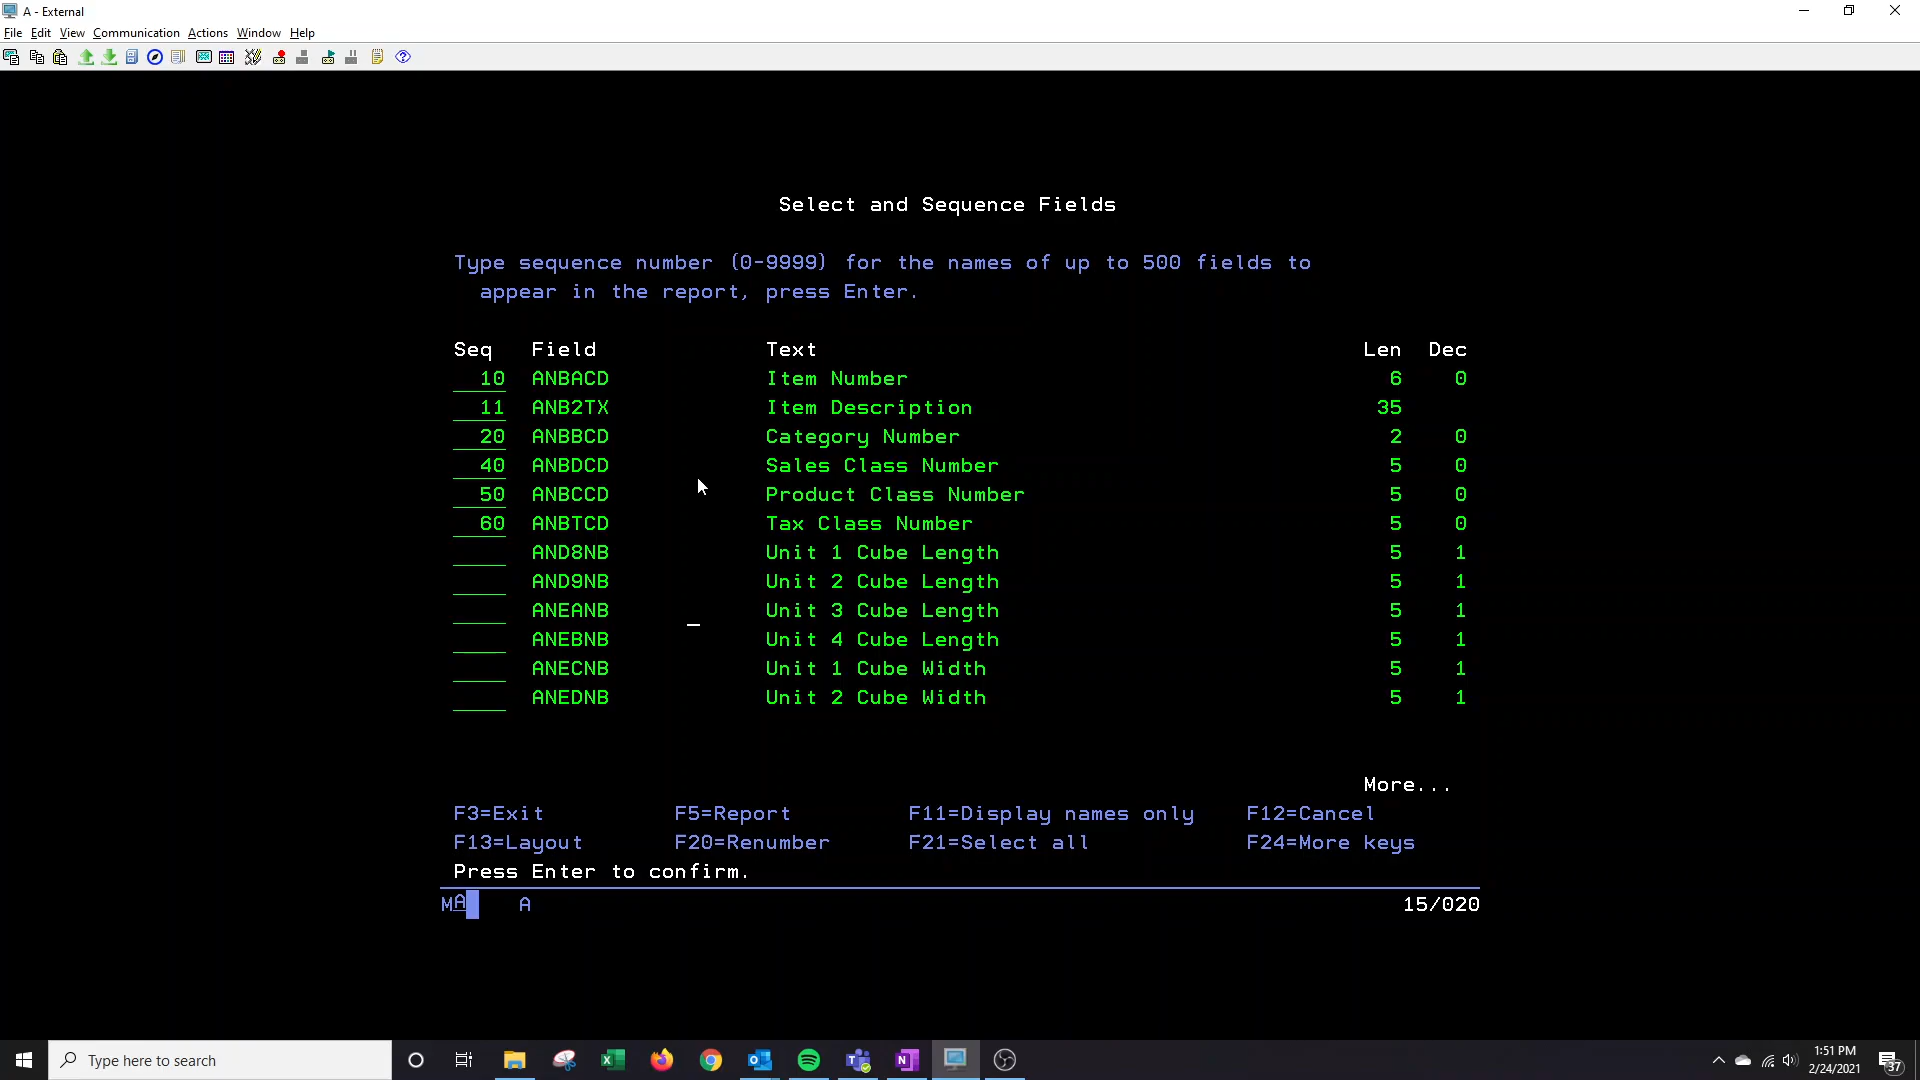 A - External
File Edit View Communication Actions Window Help
Select and Sequence Fields
Type sequence number (0-9999) for the names of up to 500 fields to
appear in the report, press Enter.
Seq Field Text Len Dec
10 ANBACD Item Number 6 0
11 ANB2TX Item Description 35
20 ANBBCD Category Number 2 0
40 ANBDCD Sales Class Number 5 0
50 ANBCCD Product Class Number 5 0
60 ANBTCD Tax Class Number 5 0
AND8NB Unit 1 Cube Length 5 1
AND9NB Unit 2 Cube Length 5 1
ANEANB Unit 3 Cube Length 5 1
ANEBNB Unit 4 Cube Length 5 1
ANECNB Unit 1 Cube Width 5 1
ANEDNB Unit 2 Cube Width 5 1
More...
F3=Exit F5=Report F11=Display names only F12=Cancel
F13=Layout F20=Renumber F21=Select all F24=More keys
Press Enter to confirm.
MA A 15/020
Type here to search
1:51 PM
2/24/2021
37